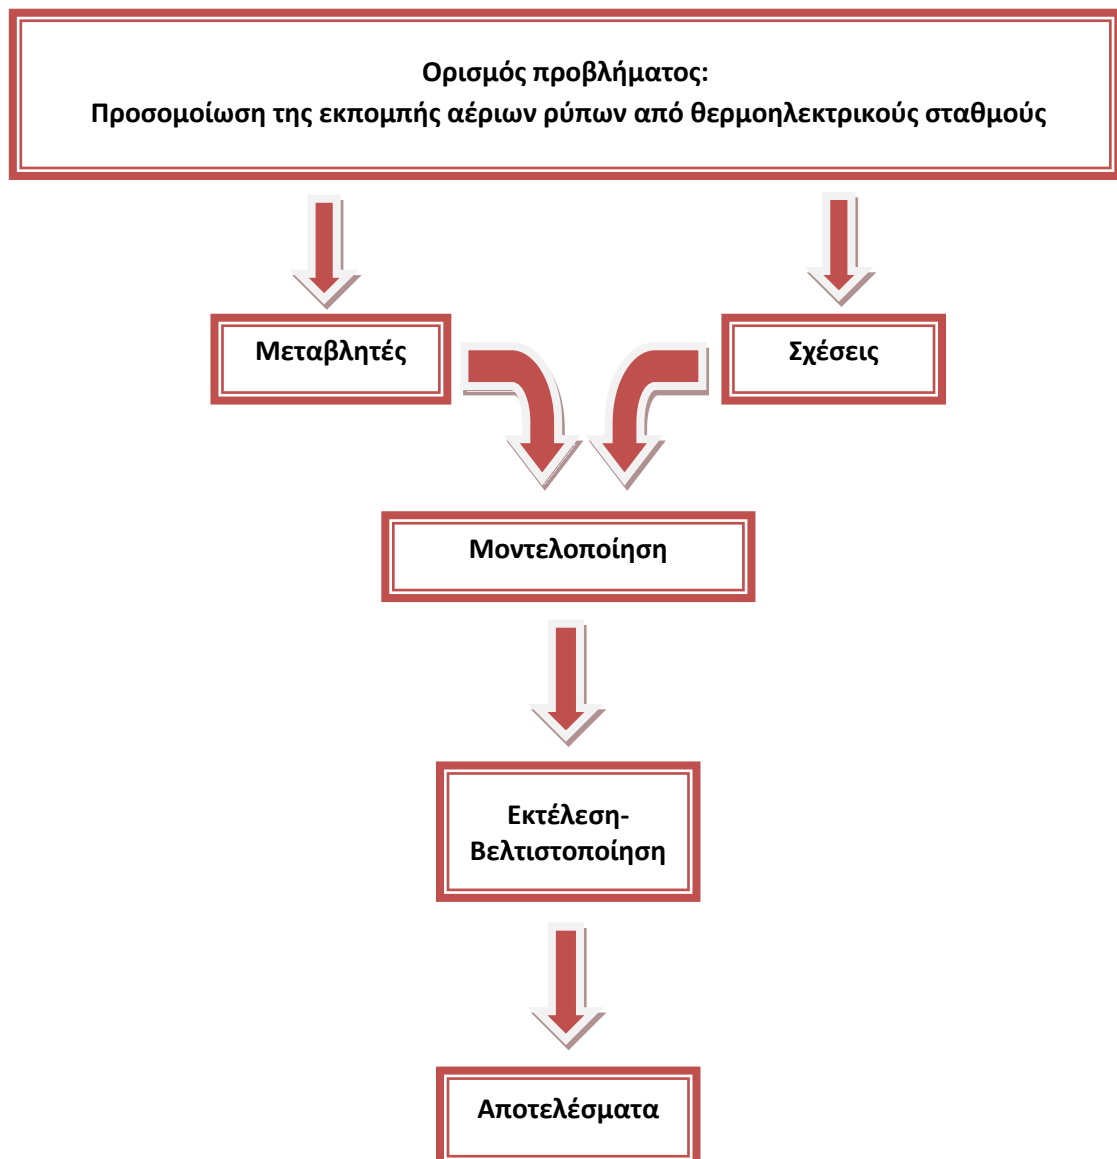 Ορισμός προβλήματος:
Προσομοίωση της εκπομπής αέριων ρύπων από θερμοηλεκτρικούς σταθμούς
Μεταβλητές
Σχέσεις
Μοντελοποίηση
Εκτέλεση-
Βελτιστοποίηση
Αποτελέσματα